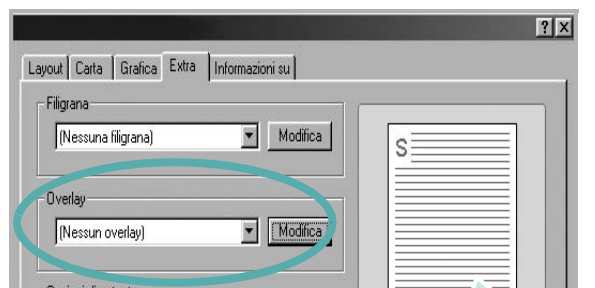 Layout Carta Grafica Extra Informazioni su
Filigrana
(Nessuna filigrana) Modifica
S
Overlay
(Nessun overlay) Modifica